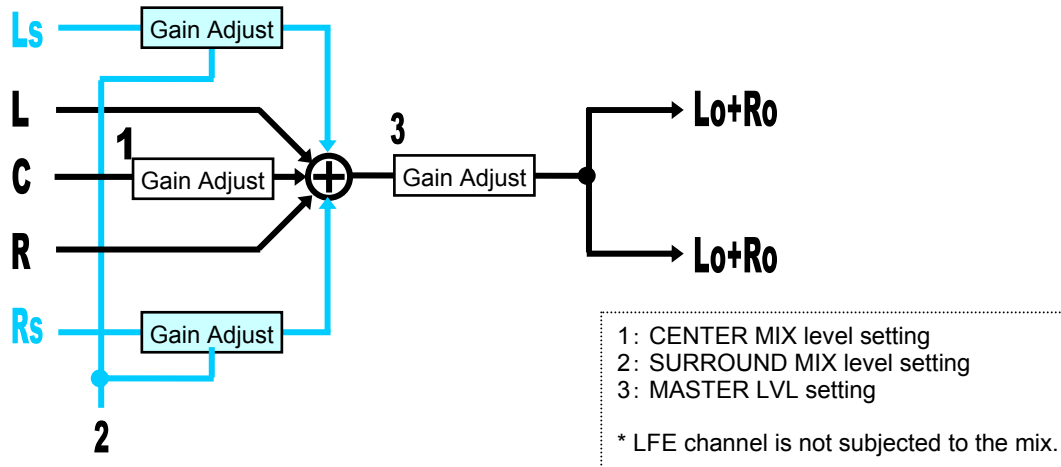 Ls
Gain Adjust
L
3
Lo+Ro
1
C
Gain Adjust
Gain Adjust
R
Lo+Ro
Rs
Gain Adjust
2
1: CENTER MIX level setting
2: SURROUND MIX level setting
3: MASTER LVL setting
* LFE channel is not subjected to the mix.